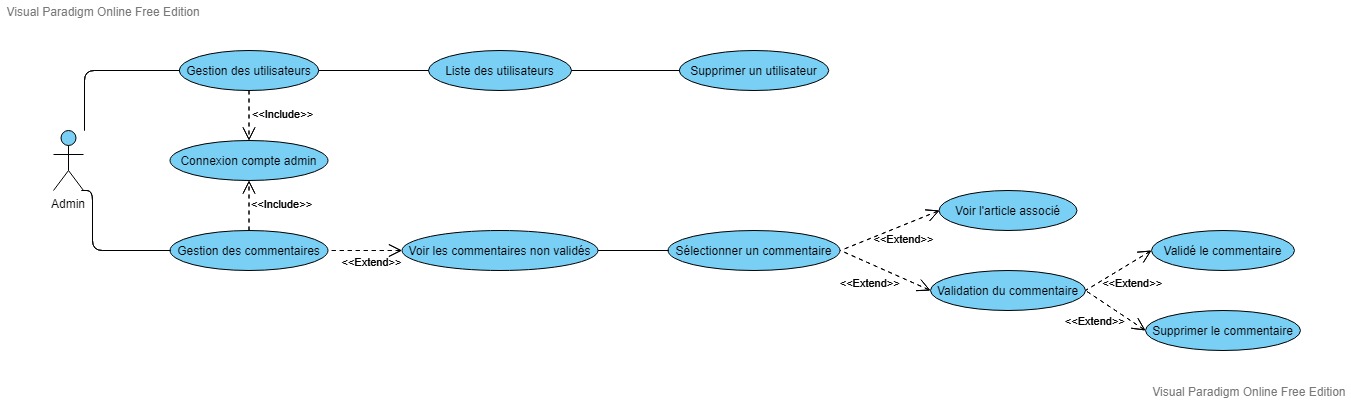 Visual Paradigm Online Free Edition
Gestion des utilisateurs
Liste des utilisateurs
Supprimer un utilisateur
<<Include>>
Connexion compte admin
Admin
<<Include>>
Voir l'article associé
<<Extend>>
Gestion des commentaires
<<Extend>>
Voir les commentaires non validés
Sélectionner un commentaire
Validé le commentaire
<<Extend>>
Validation du commentaire
<<Extend>>
<<Extend>>
Supprimer le commentaire
Visual Paradigm Online Free Edition